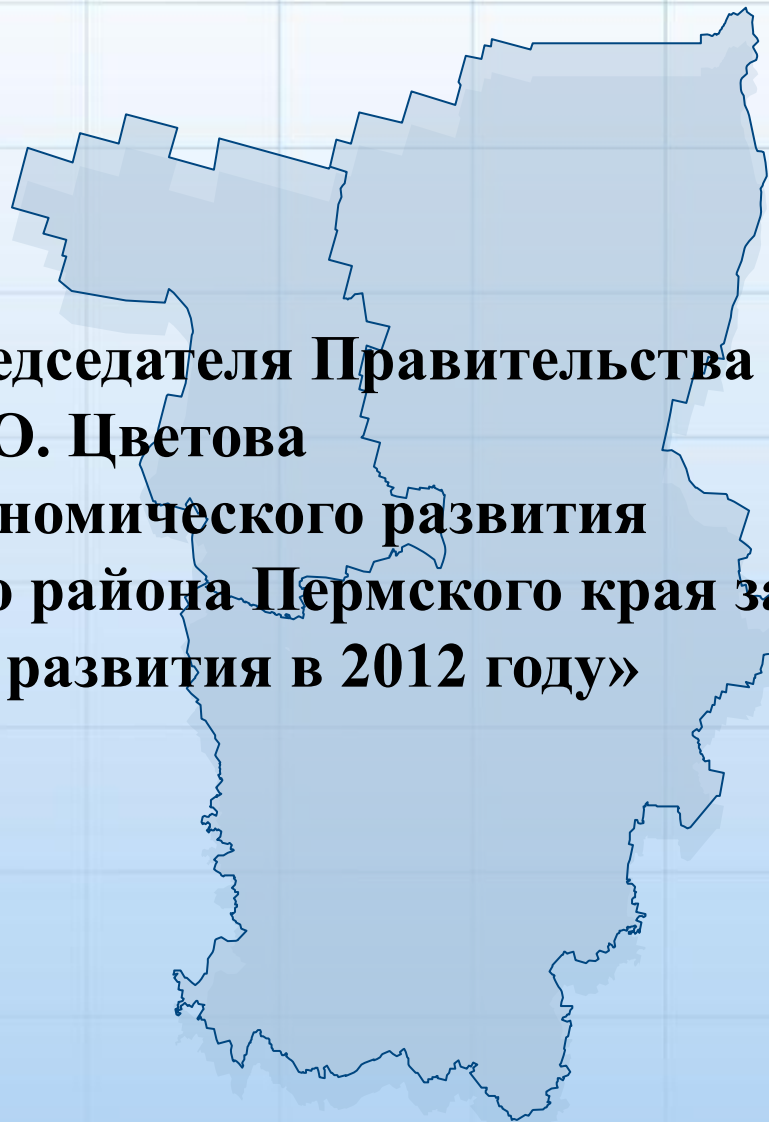 едседателя Правительства
О. Цветова
номического развития
о района Пермского края за
развития в 2012 году»